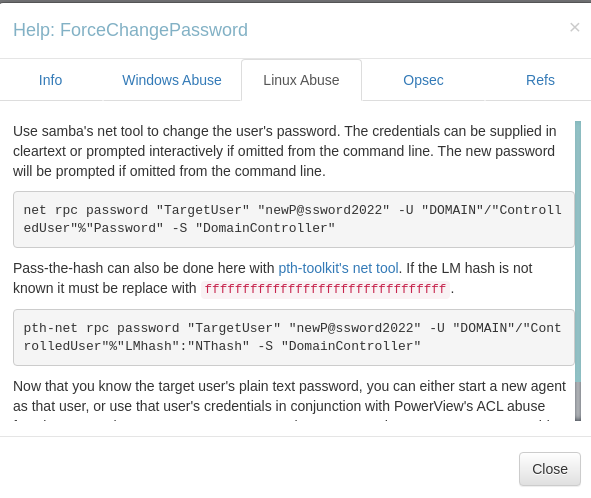 Help: ForceChangePassword
×
Info Windows Abuse Linux Abuse Opsec Refs
Use samba's net tool to change the user's password. The credentials can be supplied in
cleartext or prompted interactively if omitted from the command line. The new password
will be prompted if omitted from the command line.
net rpc password "TargetUser" "newP@ssword2022" -U "DOMAIN"/"Controll
edUser"%"Password" -S "DomainController"
Pass-the-hash can also be done here with pth-toolkit's net tool. If the LM hash is not
known it must be replace with ffffffffffffffffffffffffffffffff.
pth-net rpc password "TargetUser" "newP@ssword2022" -U "DOMAIN"/"Cont
rolledUser"%"LMhash":"NThash" -S "DomainController"
Now that you know the target user's plain text password, you can either start a new agent
as that user, or use that user's credentials in conjunction with PowerView's ACL abuse
Close